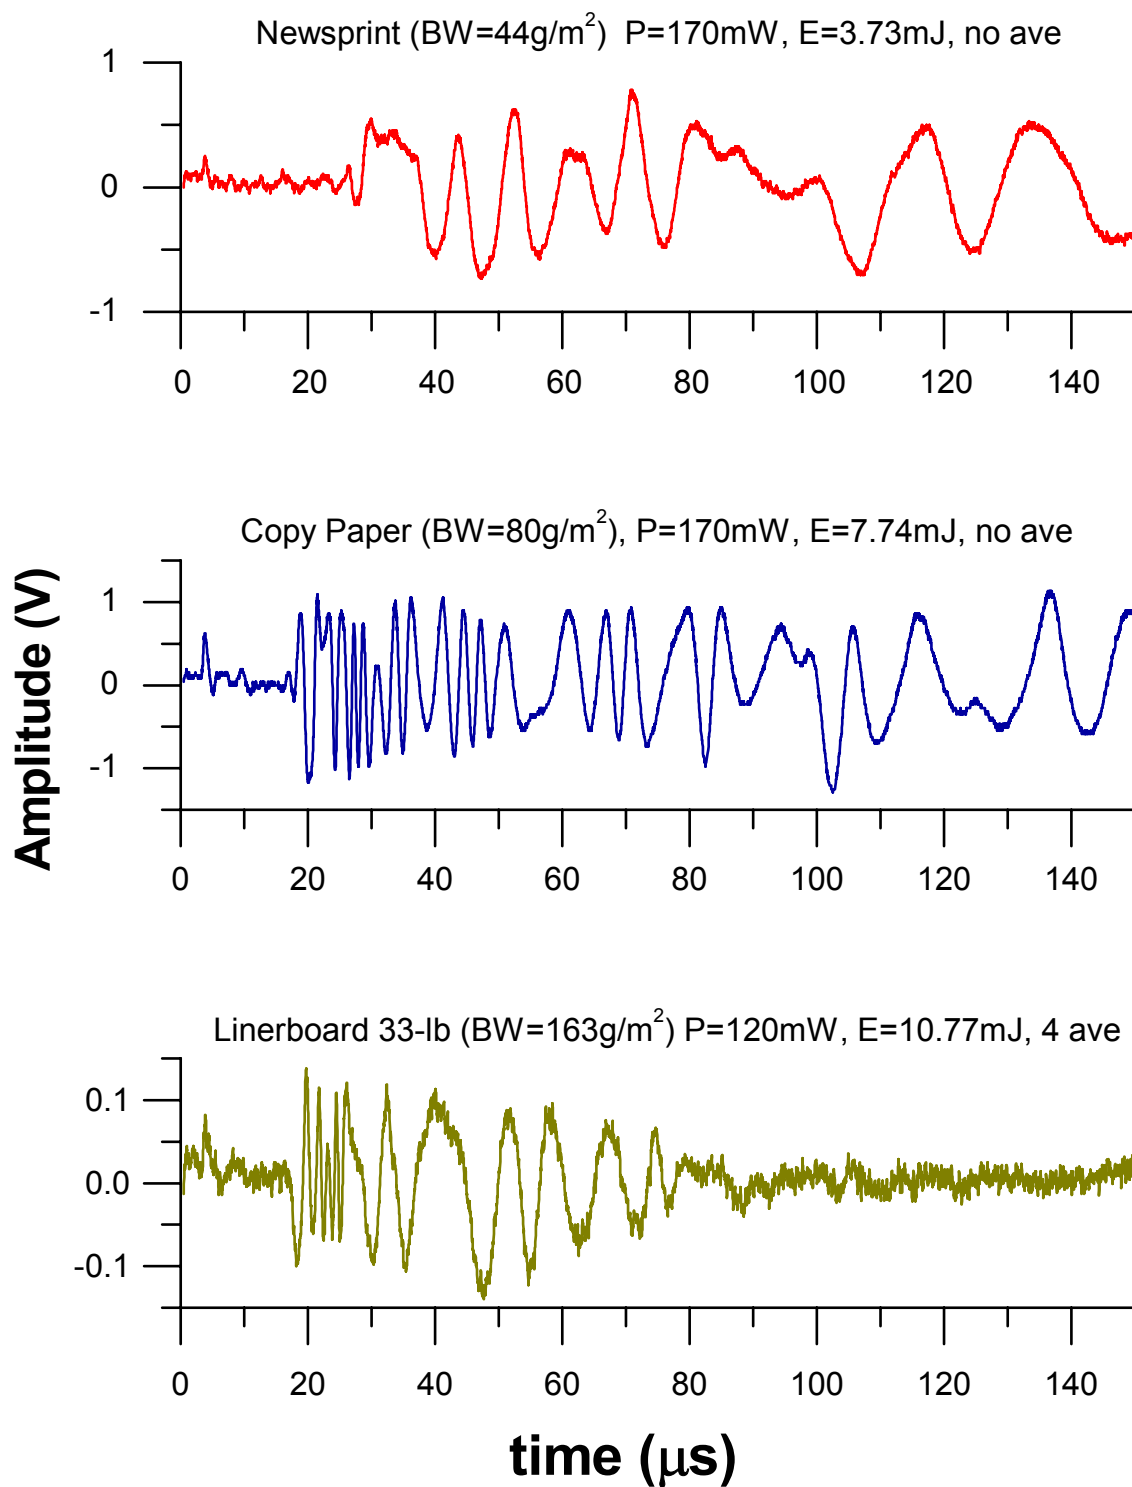 Newsprint (BW=44g/m²) P=170mW, E=3.73mJ, no ave
1
0
-1
0 20 40 60 80 100 120 140
Copy Paper (BW=80g/m²), P=170mW, E=7.74mJ, no ave
1
0
-1
0 20 40 60 80 100 120 140
Amplitude (V)
Linerboard 33-lb (BW=163g/m²) P=120mW, E=10.77mJ, 4 ave
0.1
0.0
-0.1
0 20 40 60 80 100 120 140
time (μs)